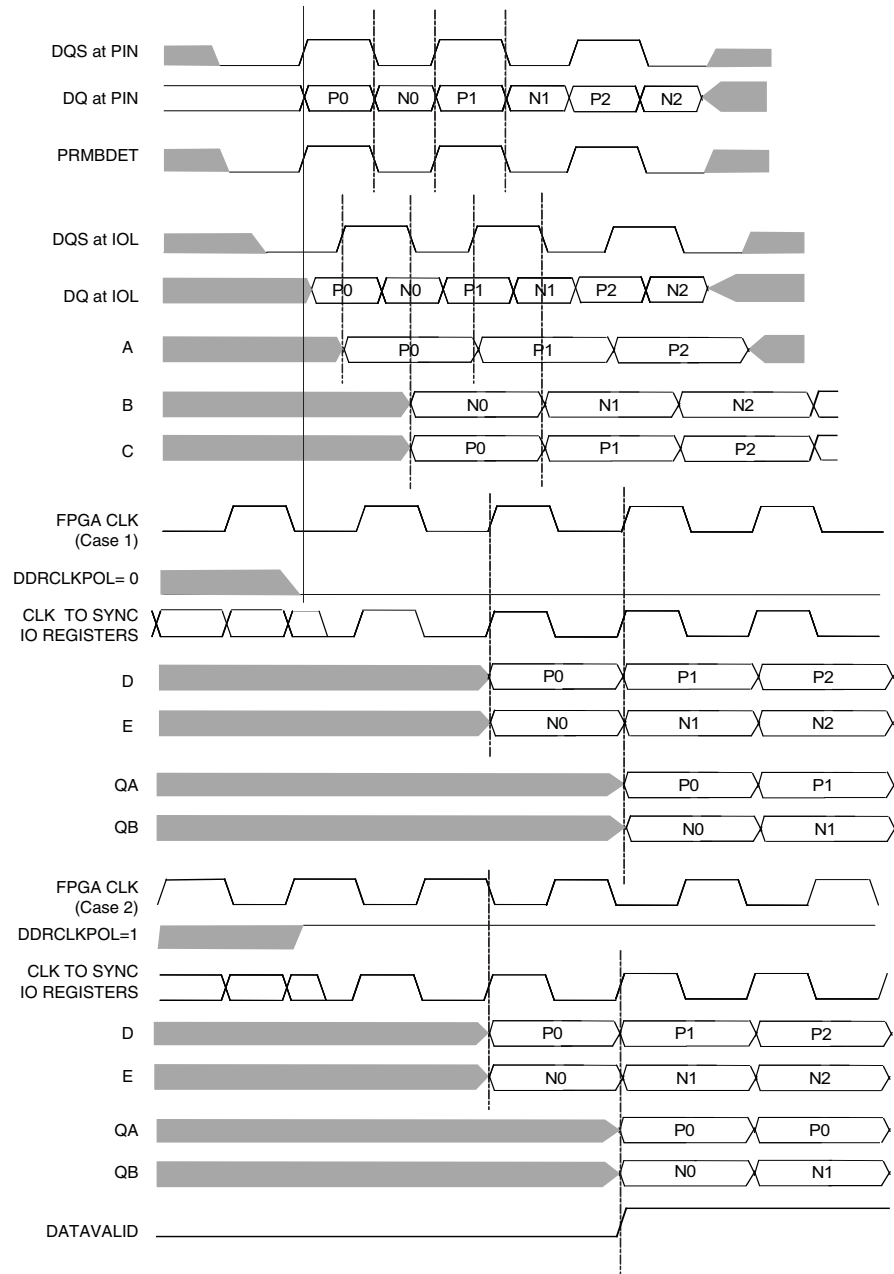 DQS at PIN
DQ at PIN P0 N0 P1 N1 P2 N2
PRMBDET
DQS at IOL
DQ at IOL P0 N0 P1 N1 P2 N2
A P0 P1 P2
B N0 N1 N2
C P0 P1 P2
FPGA CLK
(Case 1)
DDRCLKPOL= 0
CLK TO SYNC
IO REGISTERS
D P0 P1 P2
E N0 N1 N2
QA P0 P1
QB N0 N1
FPGA CLK
(Case 2)
DDRCLKPOL=1
CLK TO SYNC
IO REGISTERS
D P0 P1 P2
E N0 N1 N2
QA P0 P0
QB N0 N1
DATAVALID